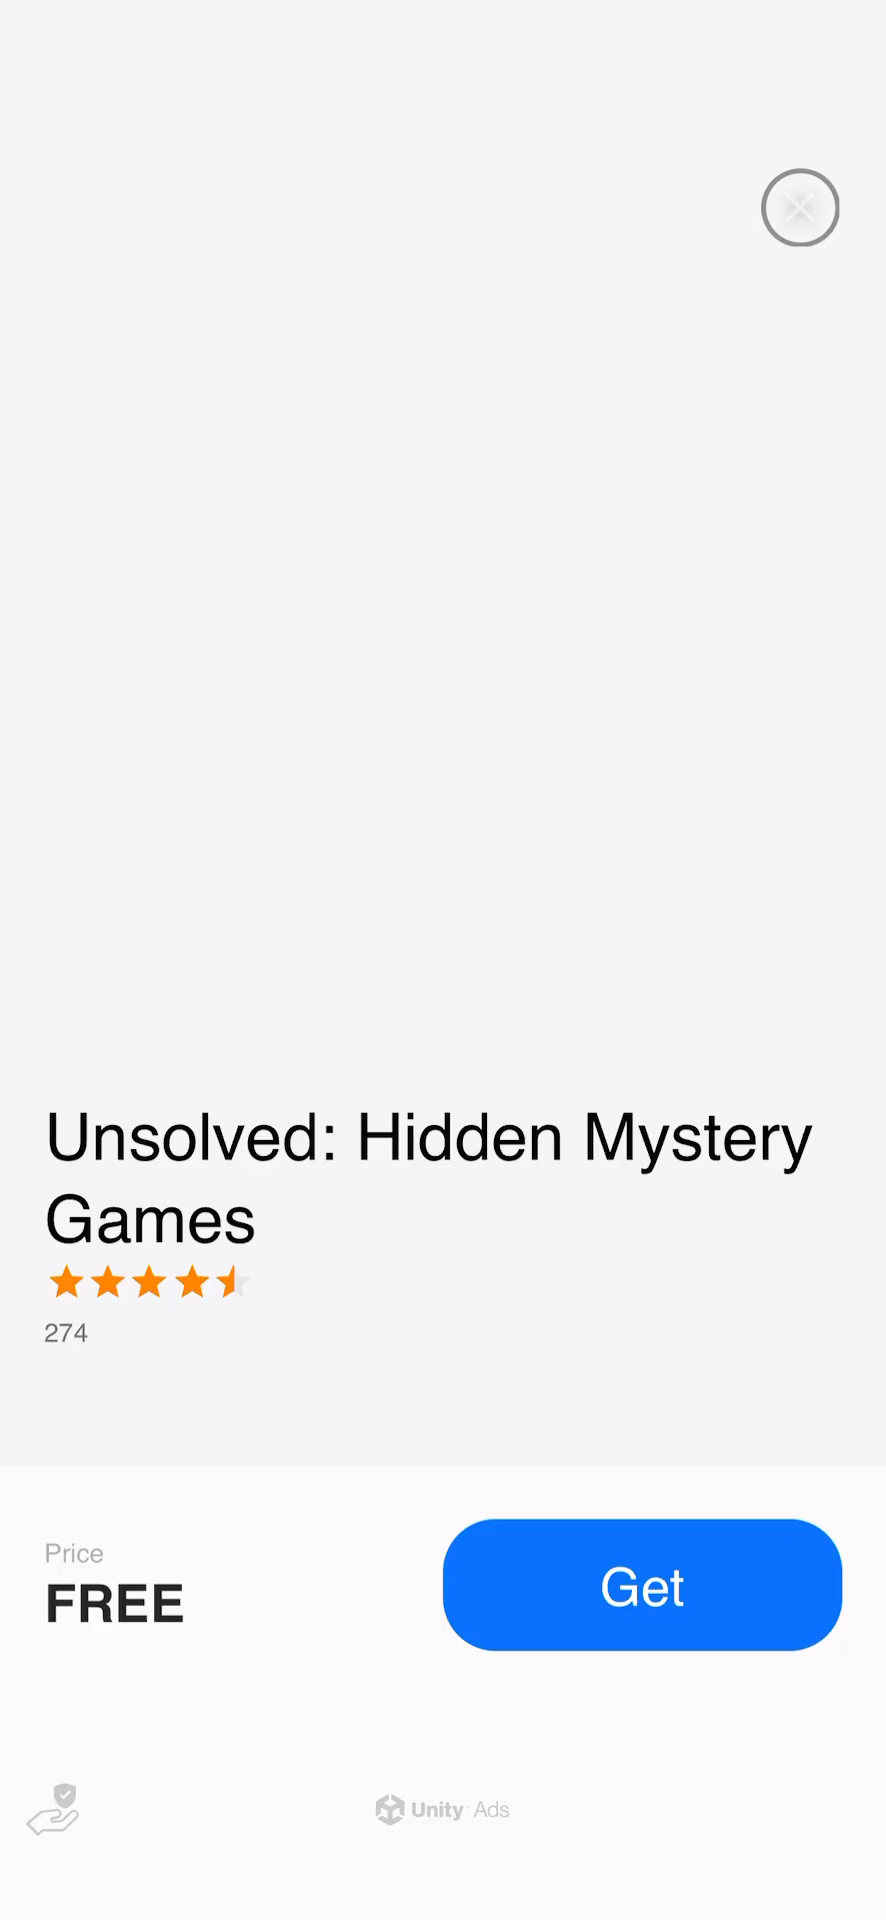 Unsolved: Hidden Mystery
Games
274
Price
FREE
Get
Unity Ads